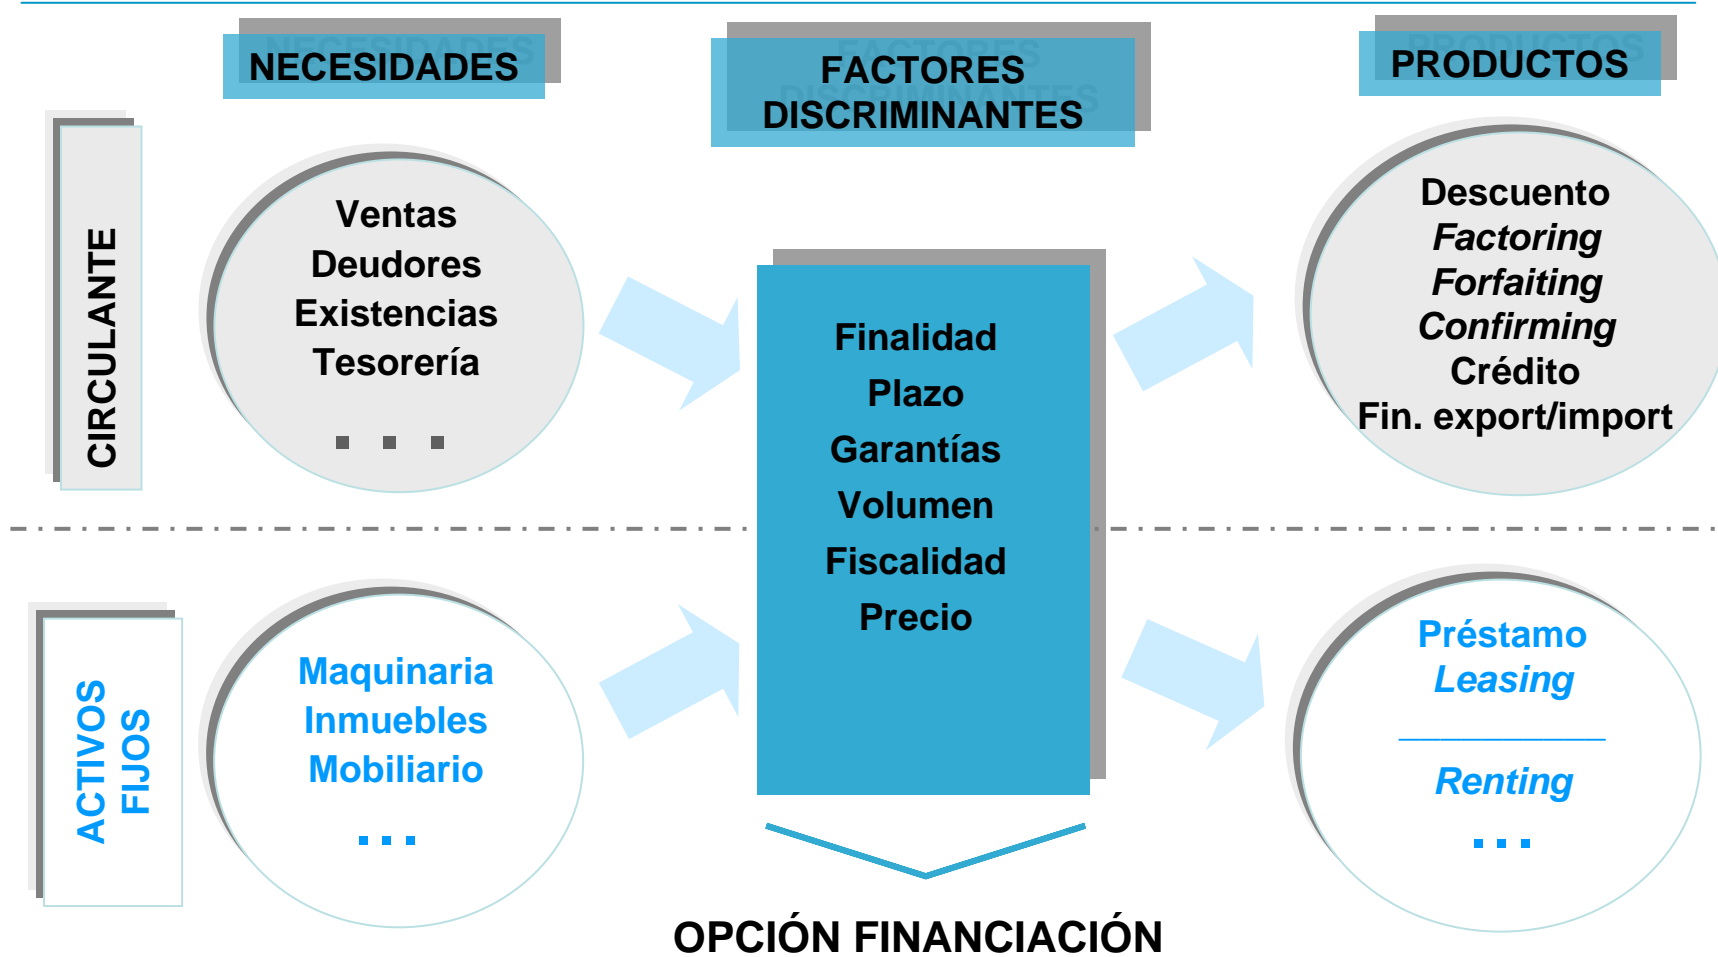 NECESIDADES
FACTORES
DISCRIMINANTES
PRODUCTOS
CIRCULANTE
Ventas
Deudores
Existencias
Tesorería
...
Finalidad
Plazo
Garantías
Volumen
Fiscalidad
Precio
Descuento
Factoring
Forfaiting
Confirming
Crédito
Fin. export/import
ACTIVOS
FIJOS
Maquinaria
Inmuebles
Mobiliario
...
Préstamo
Leasing
Renting
...
OPCIÓN FINANCIACIÓN